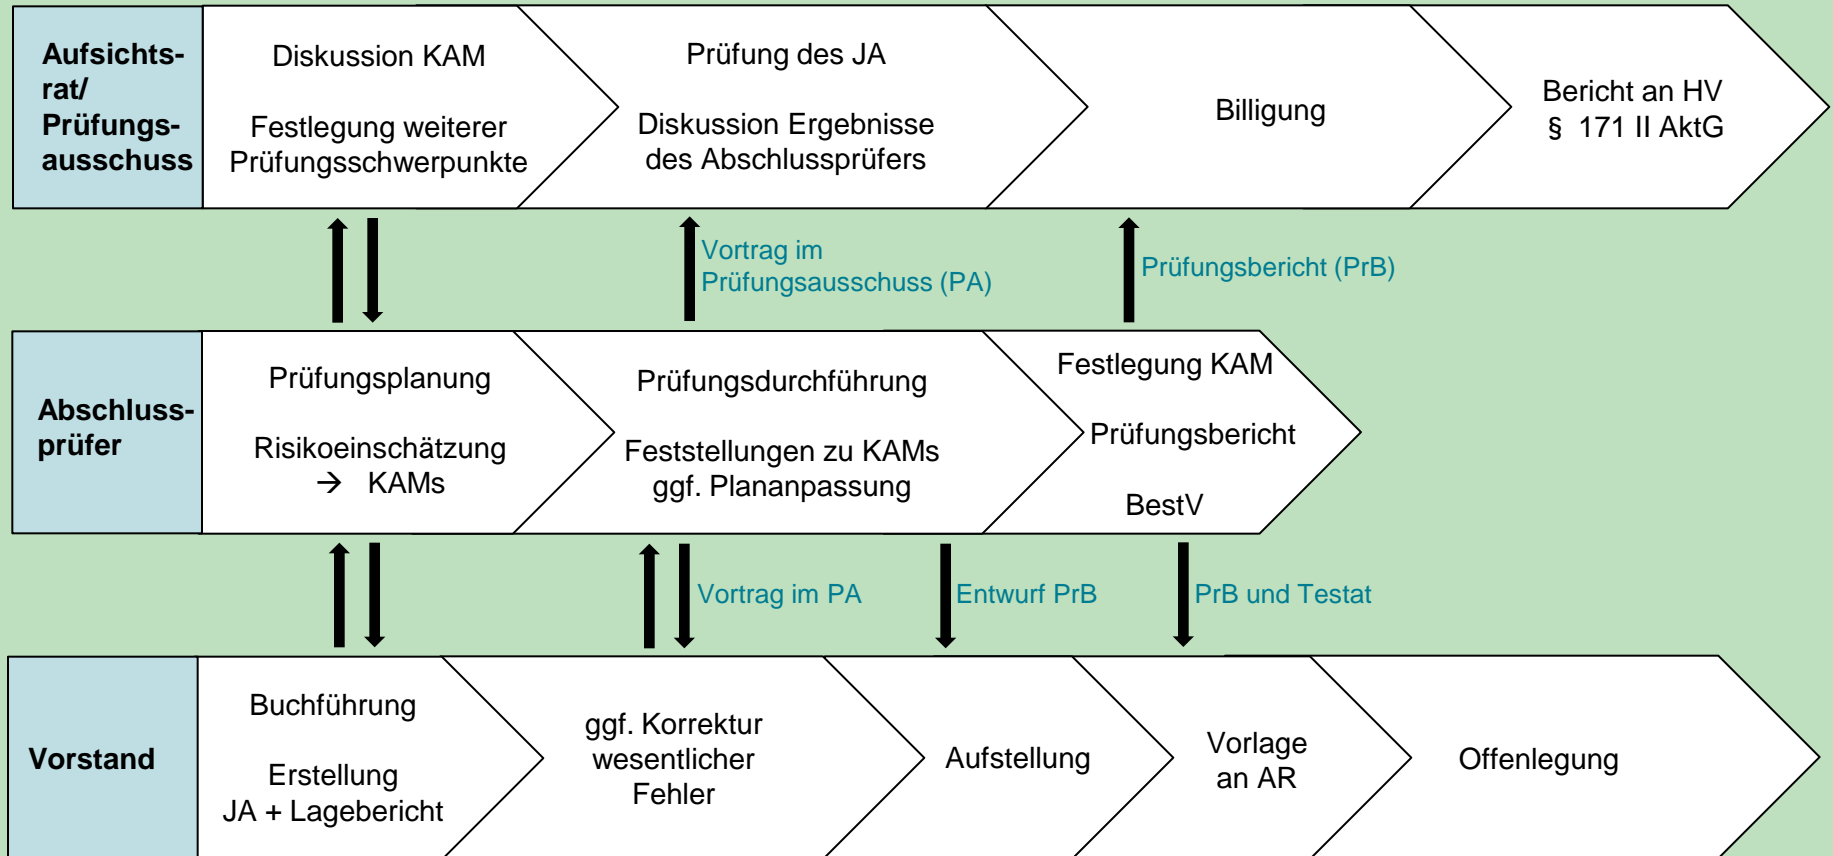 Aufsichts-
rat/
Prüfungs-
ausschuss
Diskussion KAM
Festlegung weiterer
Prüfungsschwerpunkte
Prüfung des JA
Diskussion Ergebnisse
des Abschlussprüfers
Billigung
Bericht an HV
§ 171 II AktG
Vortrag im
Prüfungsausschuss (PA)
Prüfungsbericht (PrB)
Abschluss-
prüfer
Prüfungsplanung
Risikoeinschätzung
→ KAMs
Prüfungsdurchführung
Feststellungen zu KAMs
ggf. Plananpassung
Festlegung KAM
Prüfungsbericht
BestV
Vortrag im PA
Entwurf PrB
PrB und Testat
Vorstand
Buchführung
Erstellung
JA + Lagebericht
ggf. Korrektur
wesentlicher
Fehler
Aufstellung
Vorlage
an AR
Offenlegung